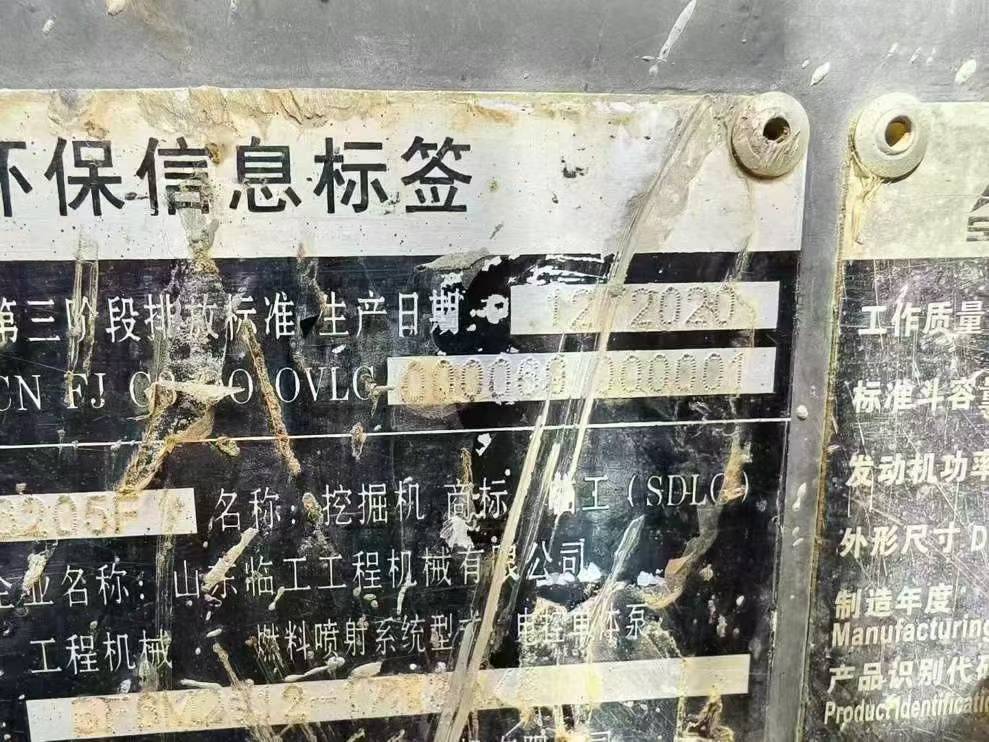 环保信息标签
第三阶段排放标准 生产日期 12 2020
CN FJ G OVLG 000001
名称: 挖掘机 商标 临工 (SDLG)
企业名称: 山东临工工程机械有限公司
工程机械 燃料喷射系统型 电控单体泵
工作质量
标准斗容量
发动机功率
外形尺寸
制造年度
Manufacturing
产品识别代码
Product Identification